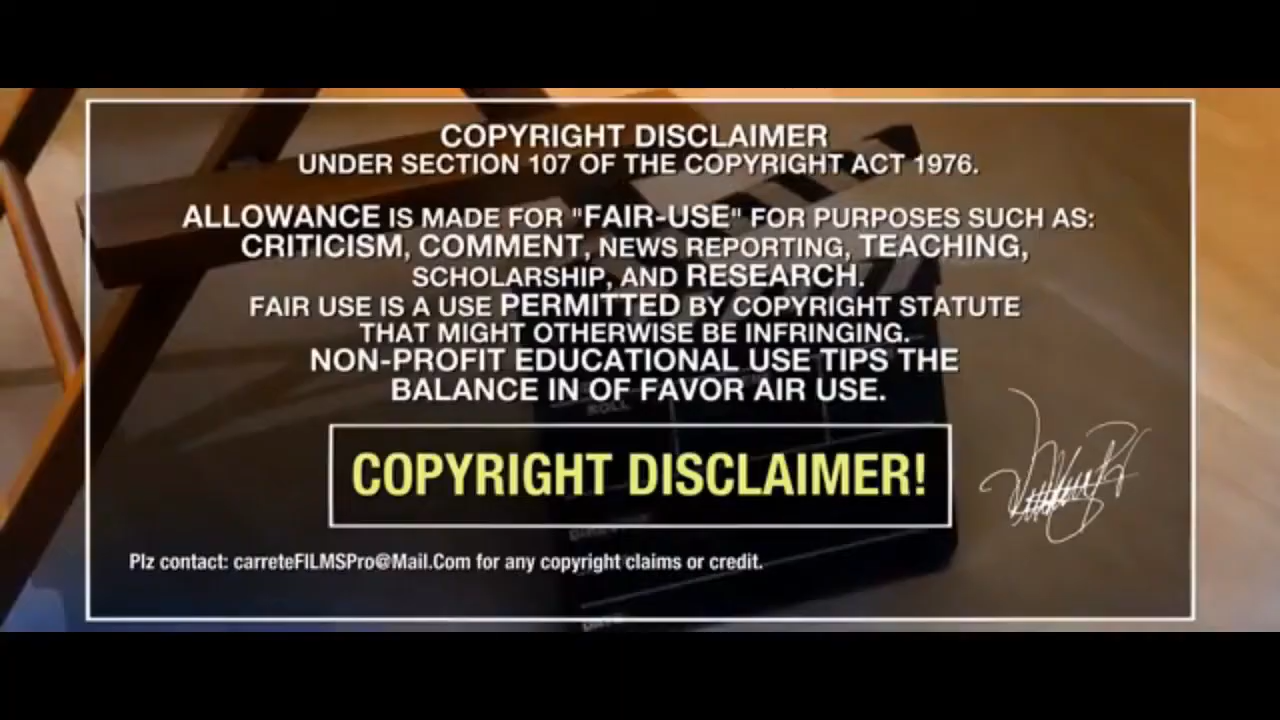 COPYRIGHT DISCLAIMER
UNDER SECTION 107 OF THE COPYRIGHT ACT 1976.
ALLOWANCE IS MADE FOR "FAIR-USE" FOR PURPOSES SUCH AS:
CRITICISM, COMMENT, NEWS REPORTING, TEACHING,
SCHOLARSHIP, AND RESEARCH.
FAIR USE IS A USE PERMITTED BY COPYRIGHT STATUTE
THAT MIGHT OTHERWISE BE INFRINGING.
NON-PROFIT EDUCATIONAL USE TIPS THE
BALANCE IN OF FAVOR AIR USE.
ROLL
COPYRIGHT DISCLAIMER!
Plz contact: carreteFILMSPro@Mail.Com for any copyright claims or credit.